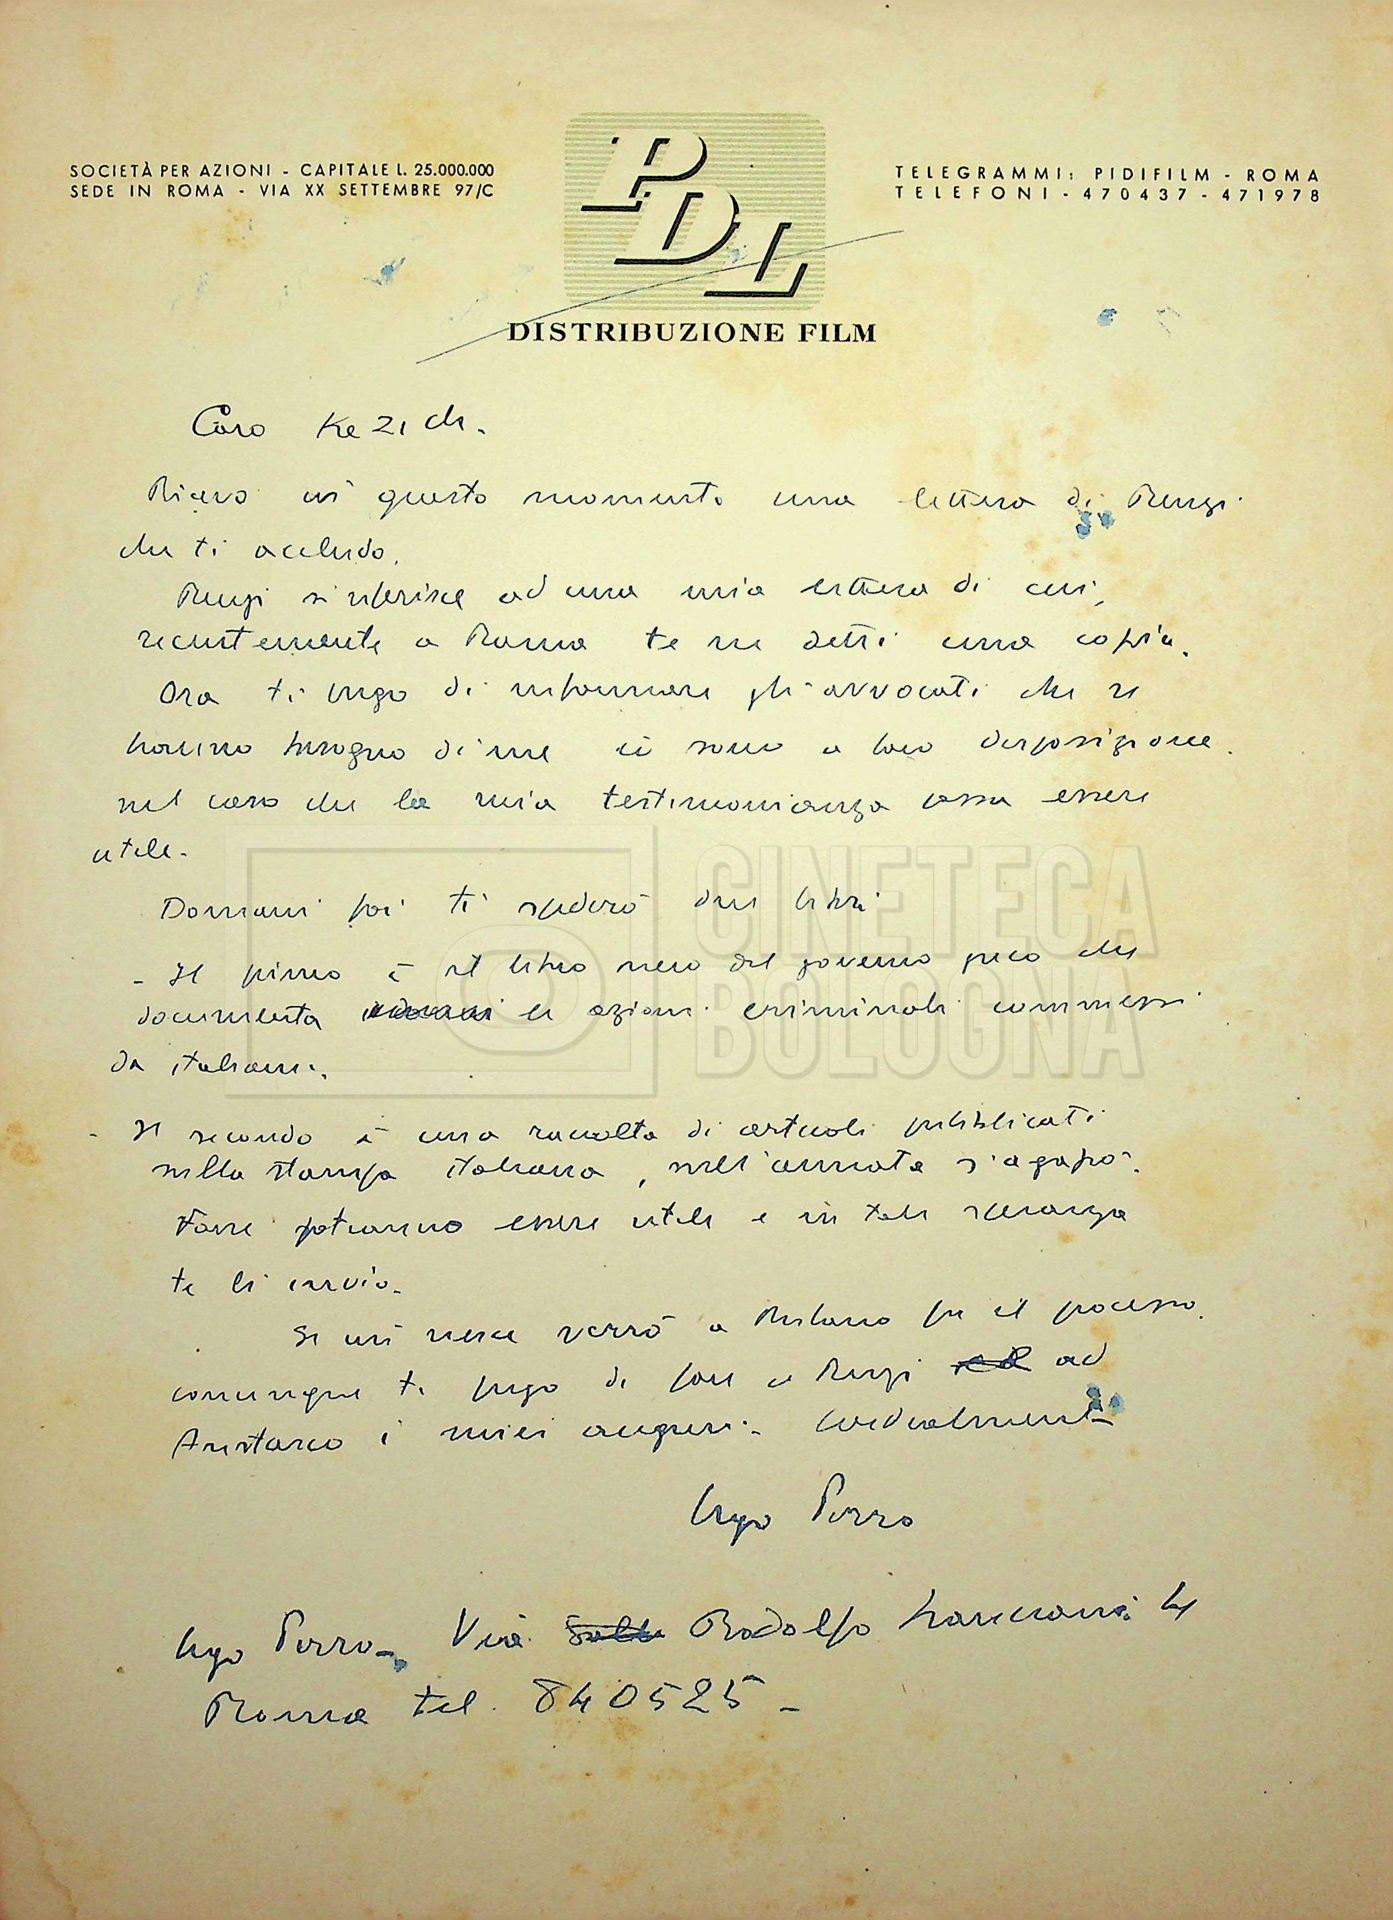 SOCIETÀ PER AZIONI - CAPITALE L. 25.000.000
SEDE IN ROMA - VIA XX SETTEMBRE 97/C
PDL
DISTRIBUZIONE FILM
TELEGRAMMI: PIDIFILM - ROMA
TELEFONI - 470437 - 471978
Caro Kezich.
Ricevo in questo momento una lettera di Renzi
che ti accludo.
Renzi si riferisce ad una mia lettera di cui,
recentemente a Roma te ne detti una copia.
Ora ti prego di informare gli avvocati che se
hanno bisogno di me io sono a loro disposizione.
nel caso che la mia testimonianza possa essere
utile.
Domani poi ti spedirò due libri
- Il primo è il libro nero del governo greco che
documenta le azioni criminali commessi
da italiani.
- Il secondo è una raccolta di articoli pubblicati
sulla stampa italiana, sull'armata s'agapò.
Forse potranno essere utili e in tale speranza
te li invio.
Se mi riesce verrò a Milano per il processo.
comunque ti prego di fare a Renzi ad
Aristarco i miei auguri. Cordialmente
Ugo Pirro
Ugo Pirro - Via Rodolfo Lanciani 4
Roma tel. 840525 -
CINETECA
BOLOGNA